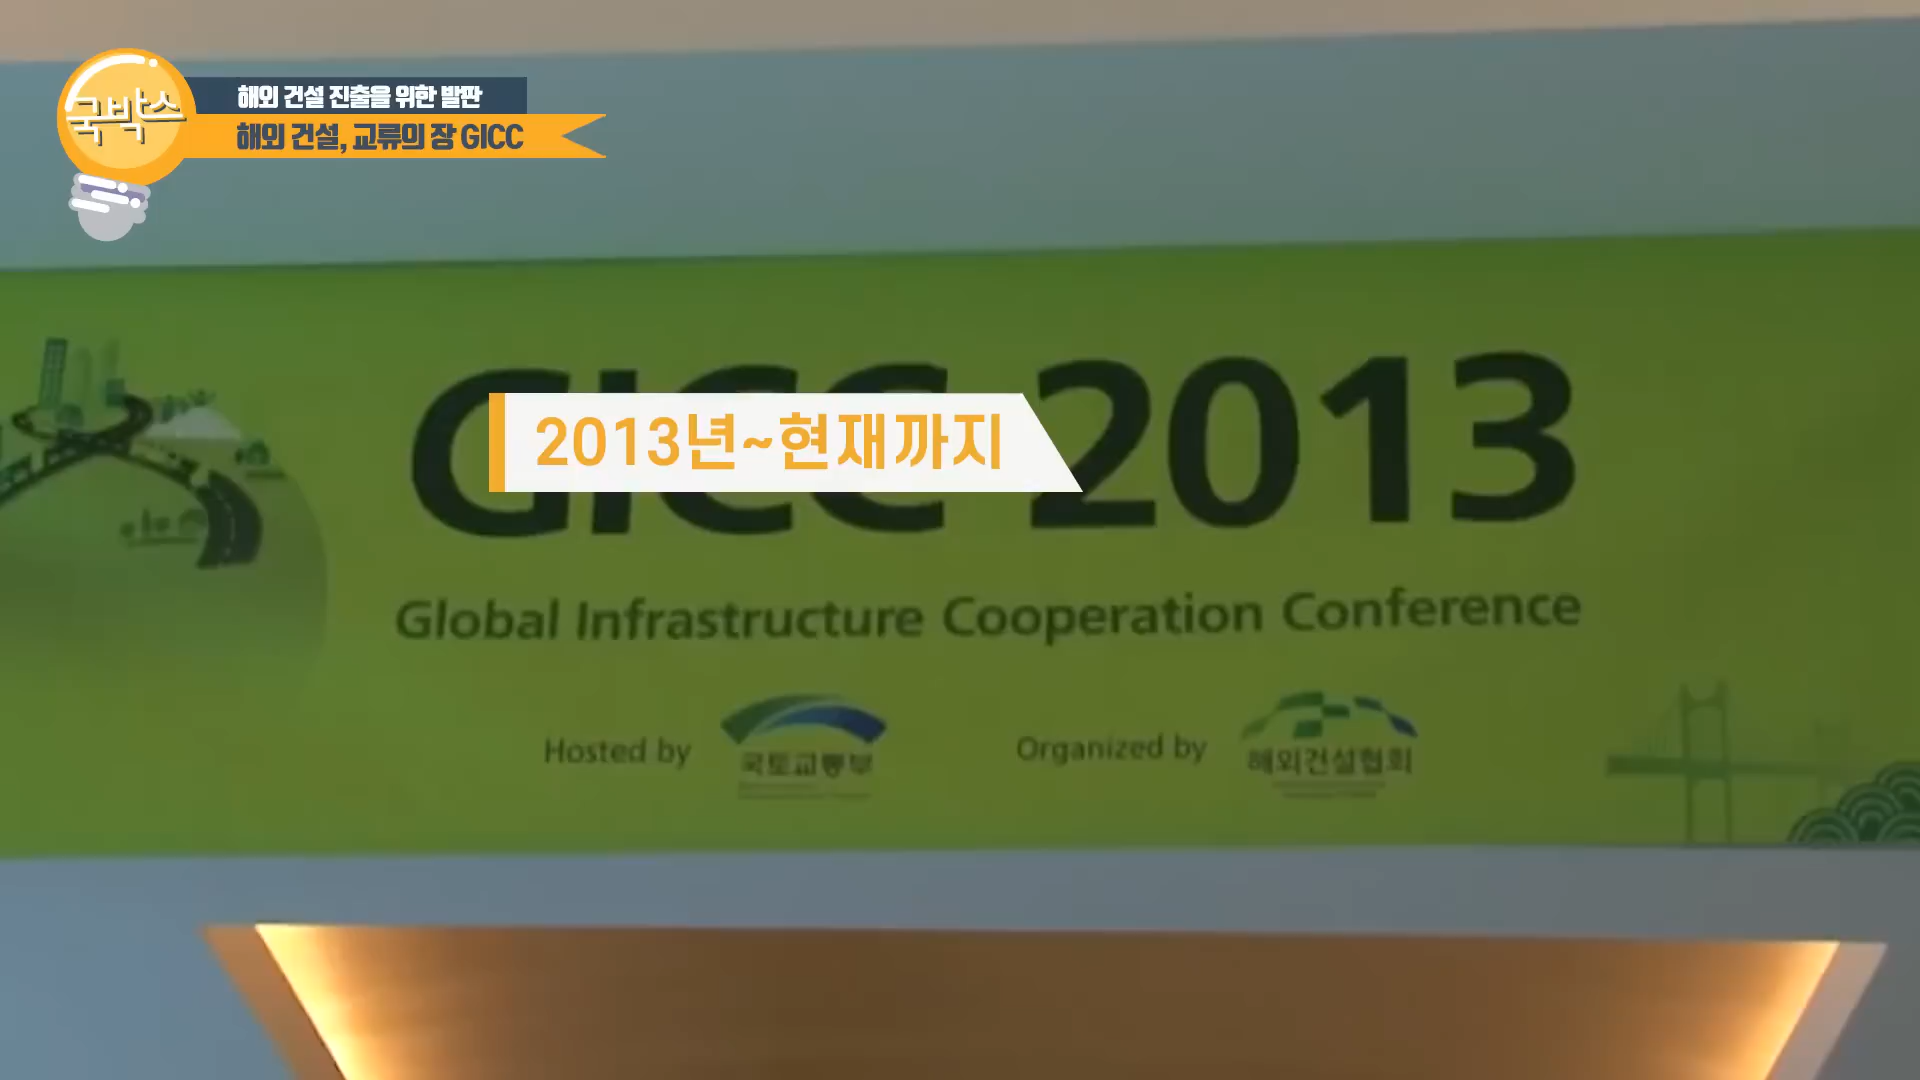 국박스
해외 건설 진출을 위한 발판
해외 건설, 교류의 장 GICC
GICC 2013
2013년~현재까지
Global Infrastructure Cooperation Conference
Hosted by 국토교통부
Organized by 해외건설협회